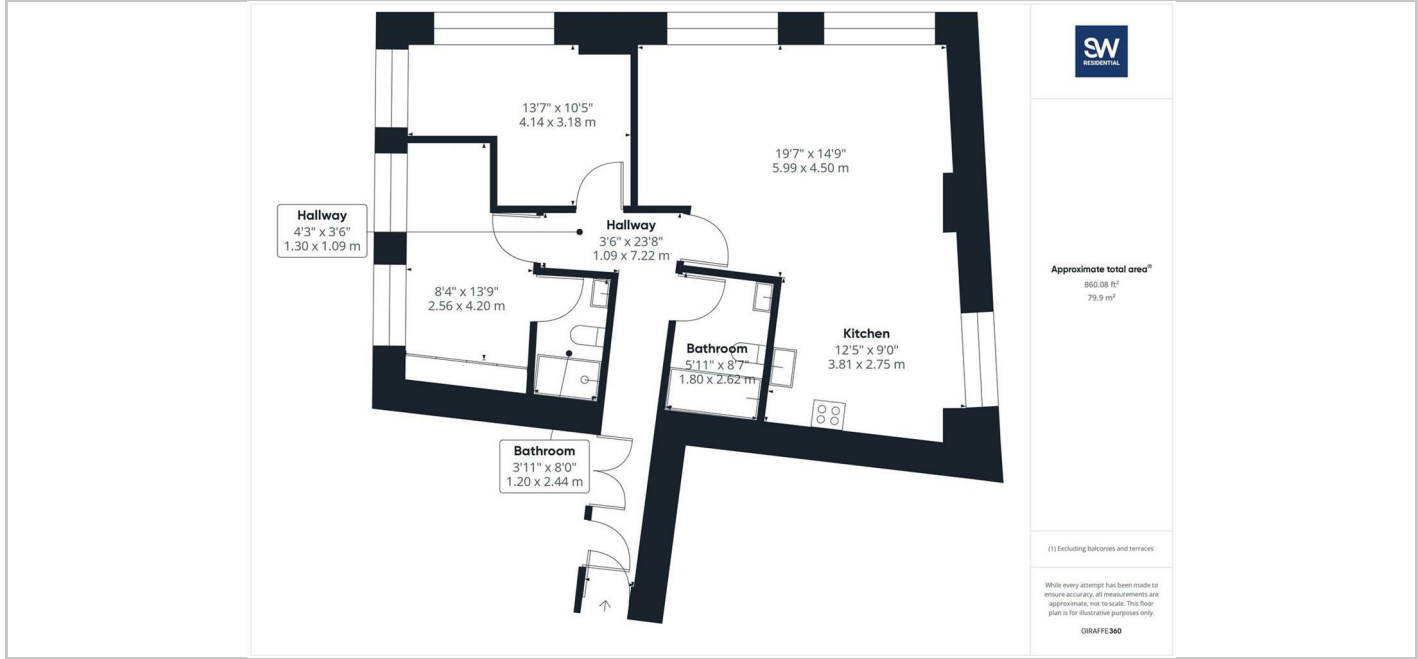 13'7" x 10'5"
4.14 x 3.18 m
19'7" x 14'9"
5.99 x 4.50 m
Hallway
4'3" x 3'6"
1.30 x 1.09 m
Hallway
3'6" x 23'8"
1.09 x 7.22 m
8'4" x 13'9"
2.56 x 4.20 m
Bathroom
5'11" x 8'7"
1.80 x 2.62 m
Kitchen
12'5" x 9'0"
3.81 x 2.75 m
Bathroom
3'11" x 8'0"
1.20 x 2.44 m
SW
RESIDENTIAL
Approximate total area⁽¹⁾
860.08 ft²
79.9 m²
(1) Excluding balconies and terraces
While every attempt has been made to
ensure accuracy, all measurements are
approximate, not to scale. This floor
plan is for illustrative purposes only.
GIRAFFE360